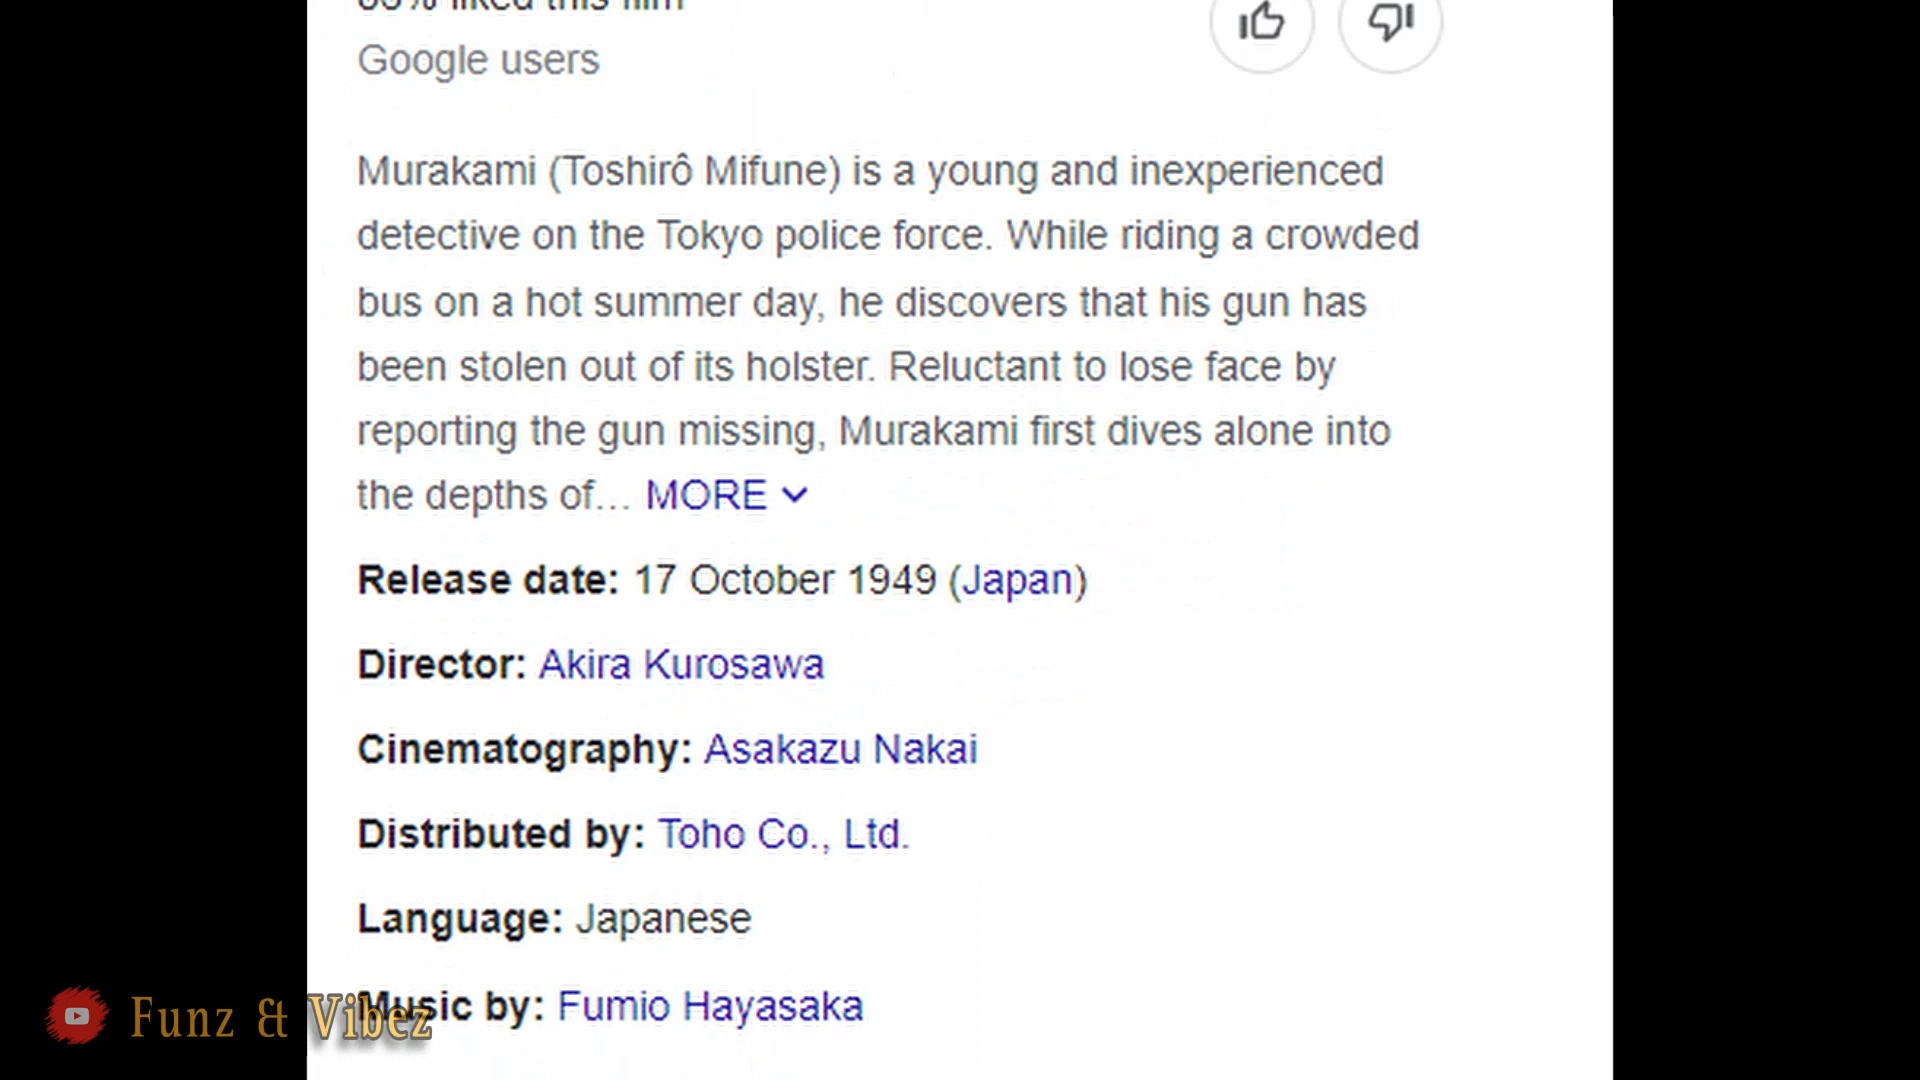 liked this film
Google users
Murakami (Toshirô Mifune) is a young and inexperienced
detective on the Tokyo police force. While riding a crowded
bus on a hot summer day, he discovers that his gun has
been stolen out of its holster. Reluctant to lose face by
reporting the gun missing, Murakami first dives alone into
the depths of... MORE
Release date: 17 October 1949 (Japan)
Director: Akira Kurosawa
Cinematography: Asakazu Nakai
Distributed by: Toho Co., Ltd.
Language: Japanese
Music by: Fumio Hayasaka
Funz & Vibez